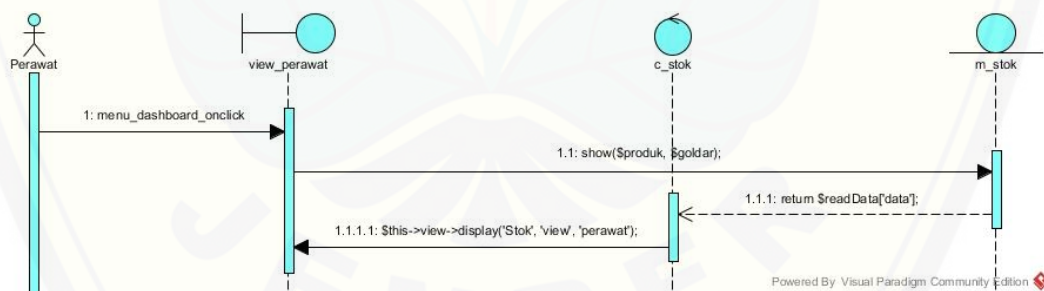 Perawat
view_perawat
c_stok
m_stok
1: menu_dashboard_onclick
1.1: show($produk, $goldar);
1.1.1: return $readData['data'];
1.1.1.1: $this->view->display('Stok', 'view', 'perawat');
JEMBER
Powered By Visual Paradigm Community Edition